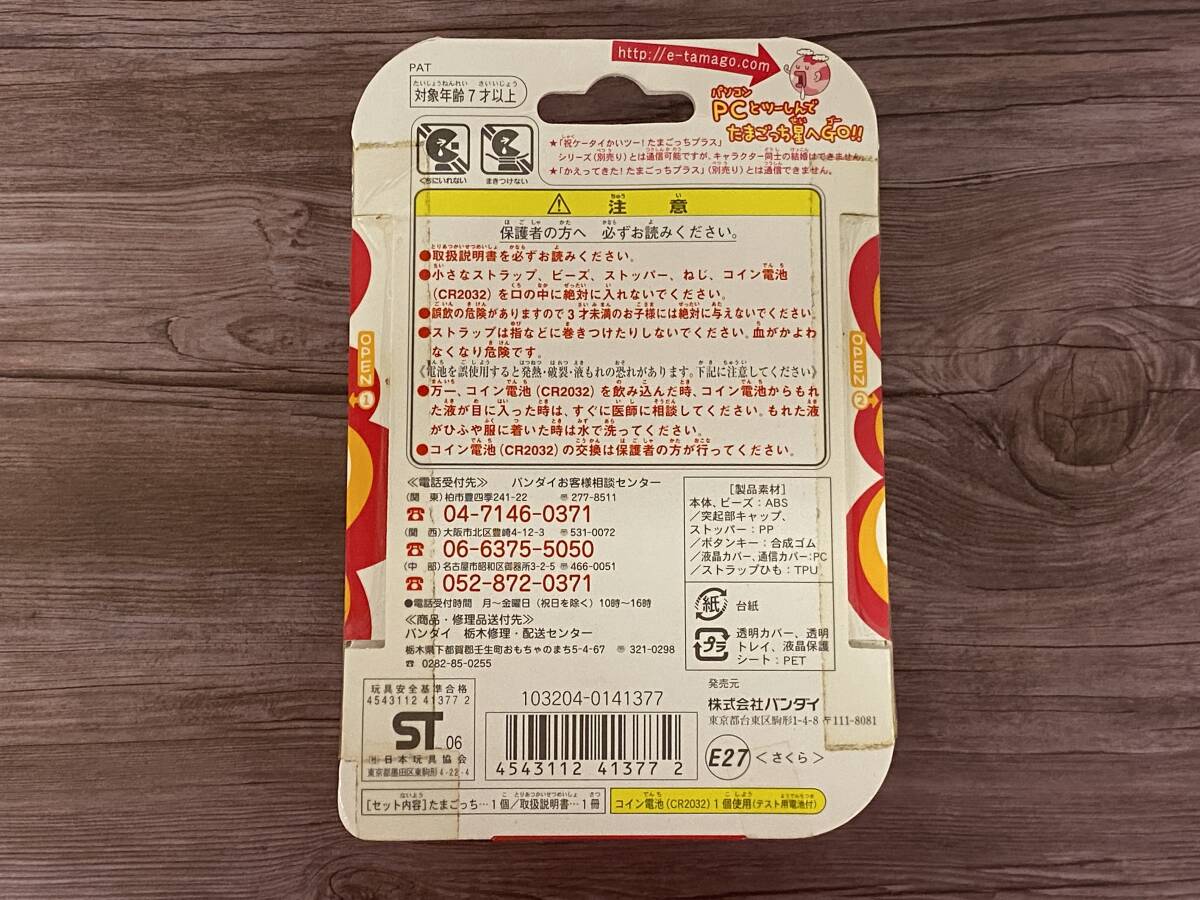 PAT
対象年齢7才以上
http://e-tamago.com
パソコン
PCとツーしんで
たまごっち星へGO!!
くちにいれない
まきつけない
★「祝ケータイかいツー!たまごっちプラス」
シリーズ(別売り)とは通信可能ですが、キャラクター同士の結婚はできません。
★「かえってきた!たまごっちプラス」(別売り)とは通信できません。
注意
保護者の方へ 必ずお読みください。
●取扱説明書を必ずお読みください。
●小さなストラップ、ビーズ、ストッパー、ねじ、コイン電池
(CR2032)を口の中に絶対に入れないでください。
●誤飲の危険がありますので3才未満のお子様には絶対に与えないでください。
●ストラップは指などに巻きつけたりしないでください。血がかよわ
なくなり危険です。
《電池を誤使用すると発熱・破裂・液もれの恐れがあります。下記に注意してください》
●万一、コイン電池(CR2032)を飲み込んだ時、コイン電池からもれ
た液が目に入った時は、すぐに医師に相談してください。もれた液
がひふや服に着いた時は水で洗ってください。
●コイン電池(CR2032)の交換は保護者の方が行ってください。
OPEN
1
OPEN
2
≪電話受付先≫ バンダイお客様相談センター
(関 東)柏市豊四季241-22 〒277-8511
☎ 04-7146-0371
(関 西)大阪市北区豊崎4-12-3 〒531-0072
☎ 06-6375-5050
(中 部)名古屋市昭和区御器所3-2-5 〒466-0051
☎ 052-872-0371
●電話受付時間 月〜金曜日(祝日を除く)10時〜16時
≪商品・修理品送付先≫
バンダイ 栃木修理・配送センター
栃木県下都賀郡壬生町おもちゃのまち5-4-67 〒321-0298
☎ 0282-85-0255
[製品素材]
本体、ビーズ:ABS
/突起部キャップ、
ストッパー:PP
/ボタンキー:合成ゴム
/液晶カバー、通信カバー:PC
/ストラップひも:TPU
紙 台紙
プラ 透明カバー、透明
トレイ、液晶保護
シート:PET
玩具安全基準合格
4543112 41377 2
ST 06
(社)日本玩具協会
東京都墨田区東駒形4-22-4
103204-0141377
4543112 413772
発売元
株式会社バンダイ
東京都台東区駒形1-4-8 〒111-8081
E27 <さくら>
[セット内容]たまごっち…1個/取扱説明書…1冊
コイン電池(CR2032)1個使用(テスト用電池付)